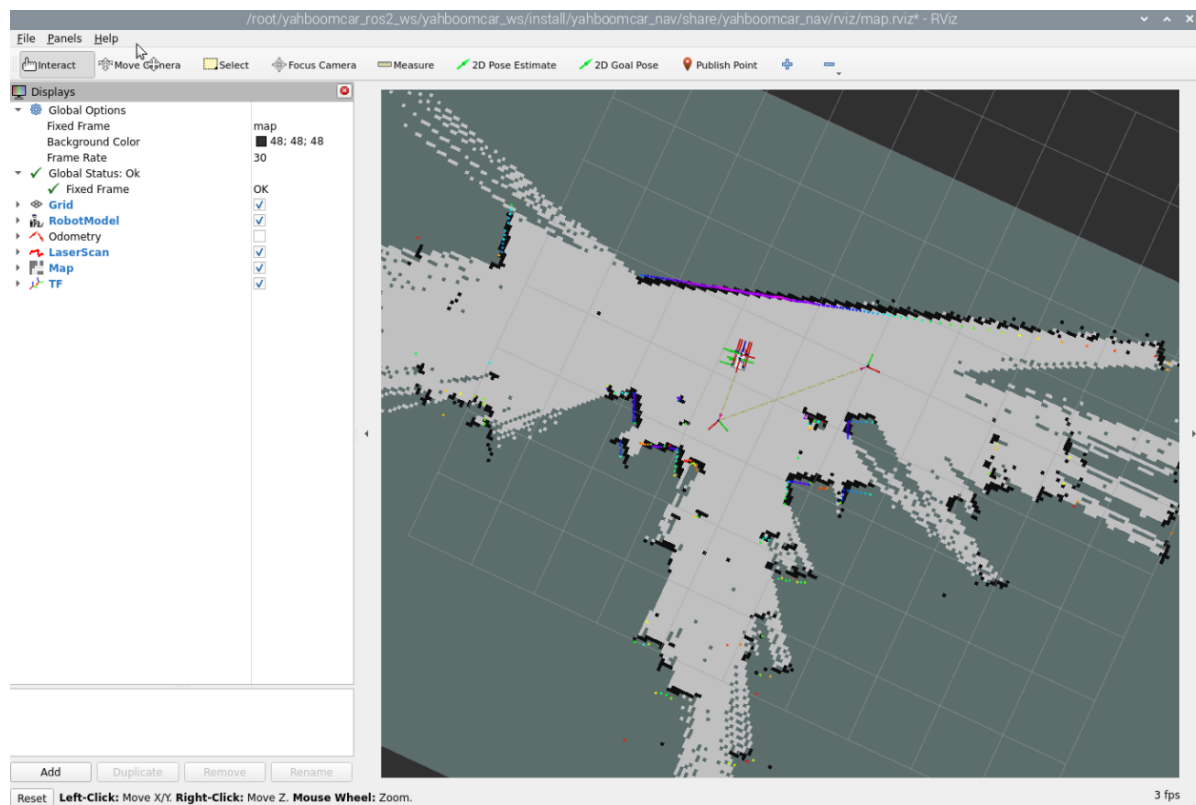 /root/yahboomcar_ros2_ws/yahboomcar_ws/install/yahboomcar_nav/share/yahboomcar_nav/rviz/map.rviz* - RViz
File Panels Help
Interact Move Camera Select Focus Camera Measure 2D Pose Estimate 2D Goal Pose Publish Point
Displays
Global Options
Fixed Frame map
Background Color 48; 48; 48
Frame Rate 30
Global Status: Ok
Fixed Frame OK
Grid
RobotModel
Odometry
LaserScan
Map
TF
Add Duplicate Remove Rename
Reset Left-Click: Move X/Y. Right-Click: Move Z. Mouse Wheel: Zoom. 3 fps